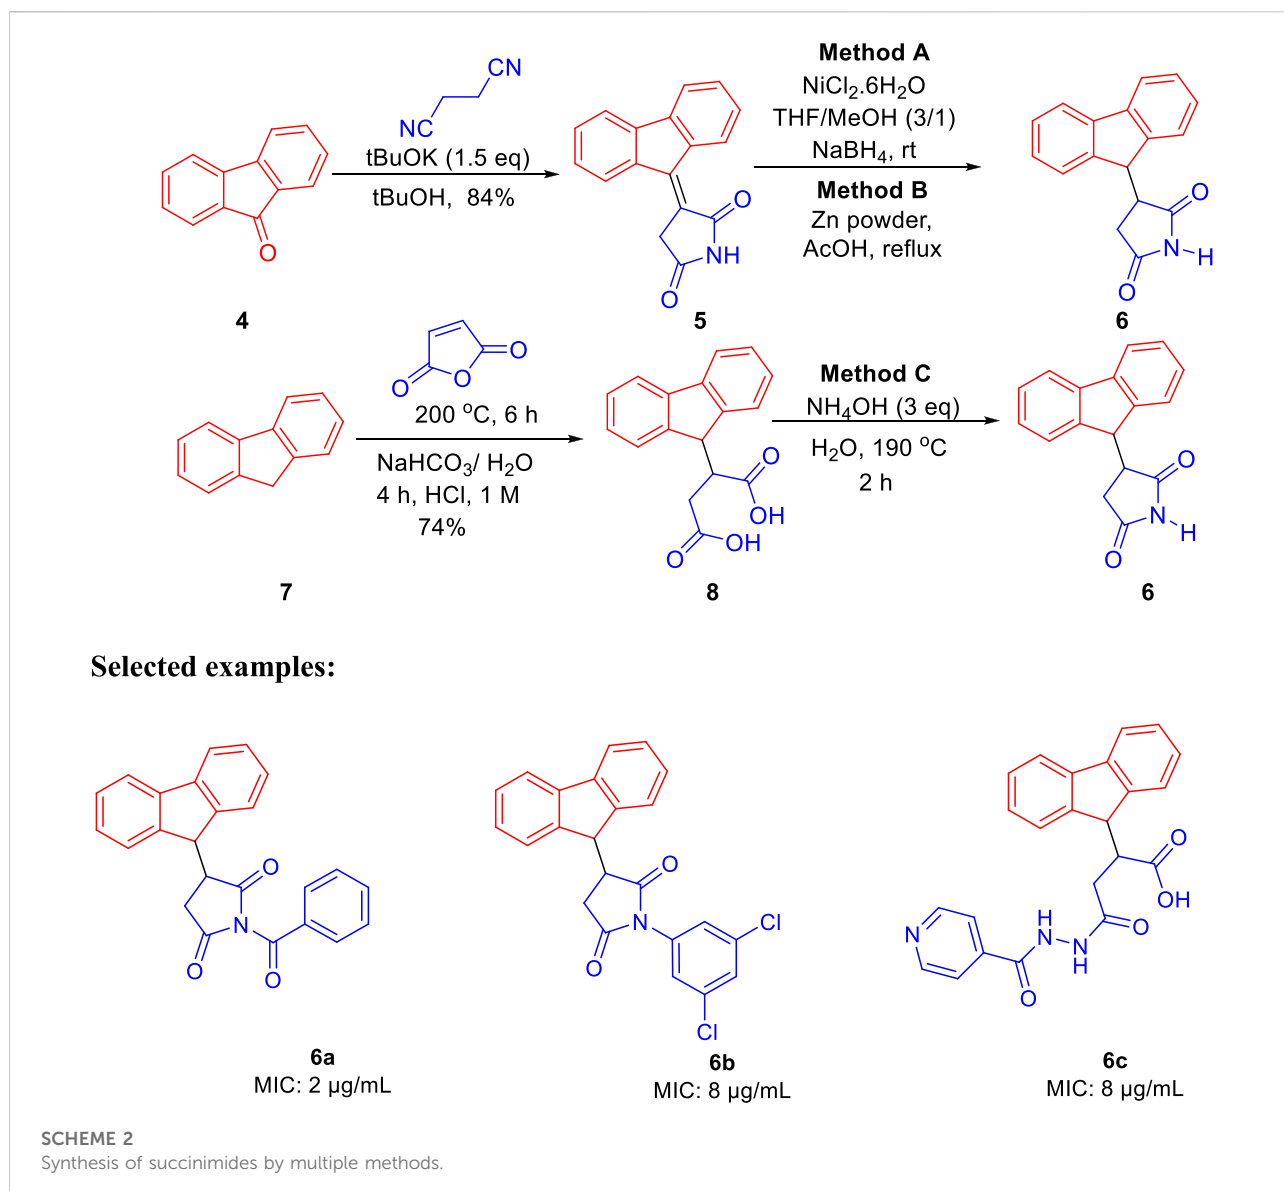 CN
NC
tBuOK (1.5 eq)
tBuOH, 84%
O
4
O
NH
O
5
Method A
NiCl2.6H2O
THF/MeOH (3/1)
NaBH4, rt
Method B
Zn powder,
AcOH, reflux
O
N
H
O
6
7
O
O
O
200 oC, 6 h
NaHCO3/ H2O
4 h, HCl, 1 M
74%
O
OH
O
OH
8
Method C
NH4OH (3 eq)
H2O, 190 oC
2 h
O
N
H
O
6
Selected examples:
O
N
O
O
6a
MIC: 2 µg/mL
O
N
O
Cl
Cl
6b
MIC: 8 µg/mL
O
OH
O
H
N
N
H
N
O
6c
MIC: 8 µg/mL
SCHEME 2
Synthesis of succinimides by multiple methods.